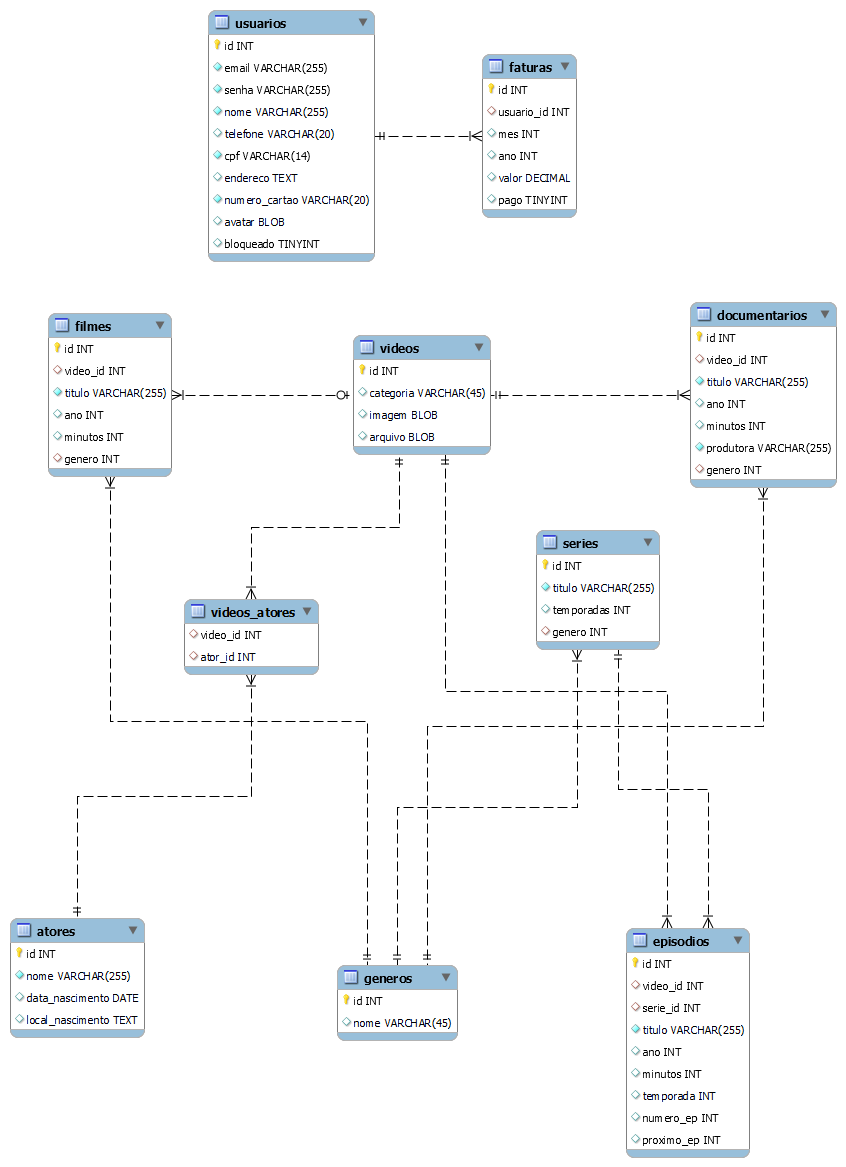 usuarios
id INT
email VARCHAR(255)
senha VARCHAR(255)
nome VARCHAR(255)
telefone VARCHAR(20)
cpf VARCHAR(14)
endereco TEXT
numero_cartao VARCHAR(20)
avatar BLOB
bloqueado TINYINT
faturas
id INT
usuario_id INT
mes INT
ano INT
valor DECIMAL
pago TINYINT
filmes
id INT
video_id INT
titulo VARCHAR(255)
ano INT
minutos INT
genero INT
videos
id INT
categoria VARCHAR(45)
imagem BLOB
arquivo BLOB
documentarios
id INT
video_id INT
titulo VARCHAR(255)
ano INT
minutos INT
produtora VARCHAR(255)
genero INT
series
id INT
titulo VARCHAR(255)
temporadas INT
genero INT
videos_atores
video_id INT
ator_id INT
atores
id INT
nome VARCHAR(255)
data_nascimento DATE
local_nascimento TEXT
generos
id INT
nome VARCHAR(45)
episodios
id INT
video_id INT
serie_id INT
titulo VARCHAR(255)
ano INT
minutos INT
temporada INT
numero_ep INT
proximo_ep INT